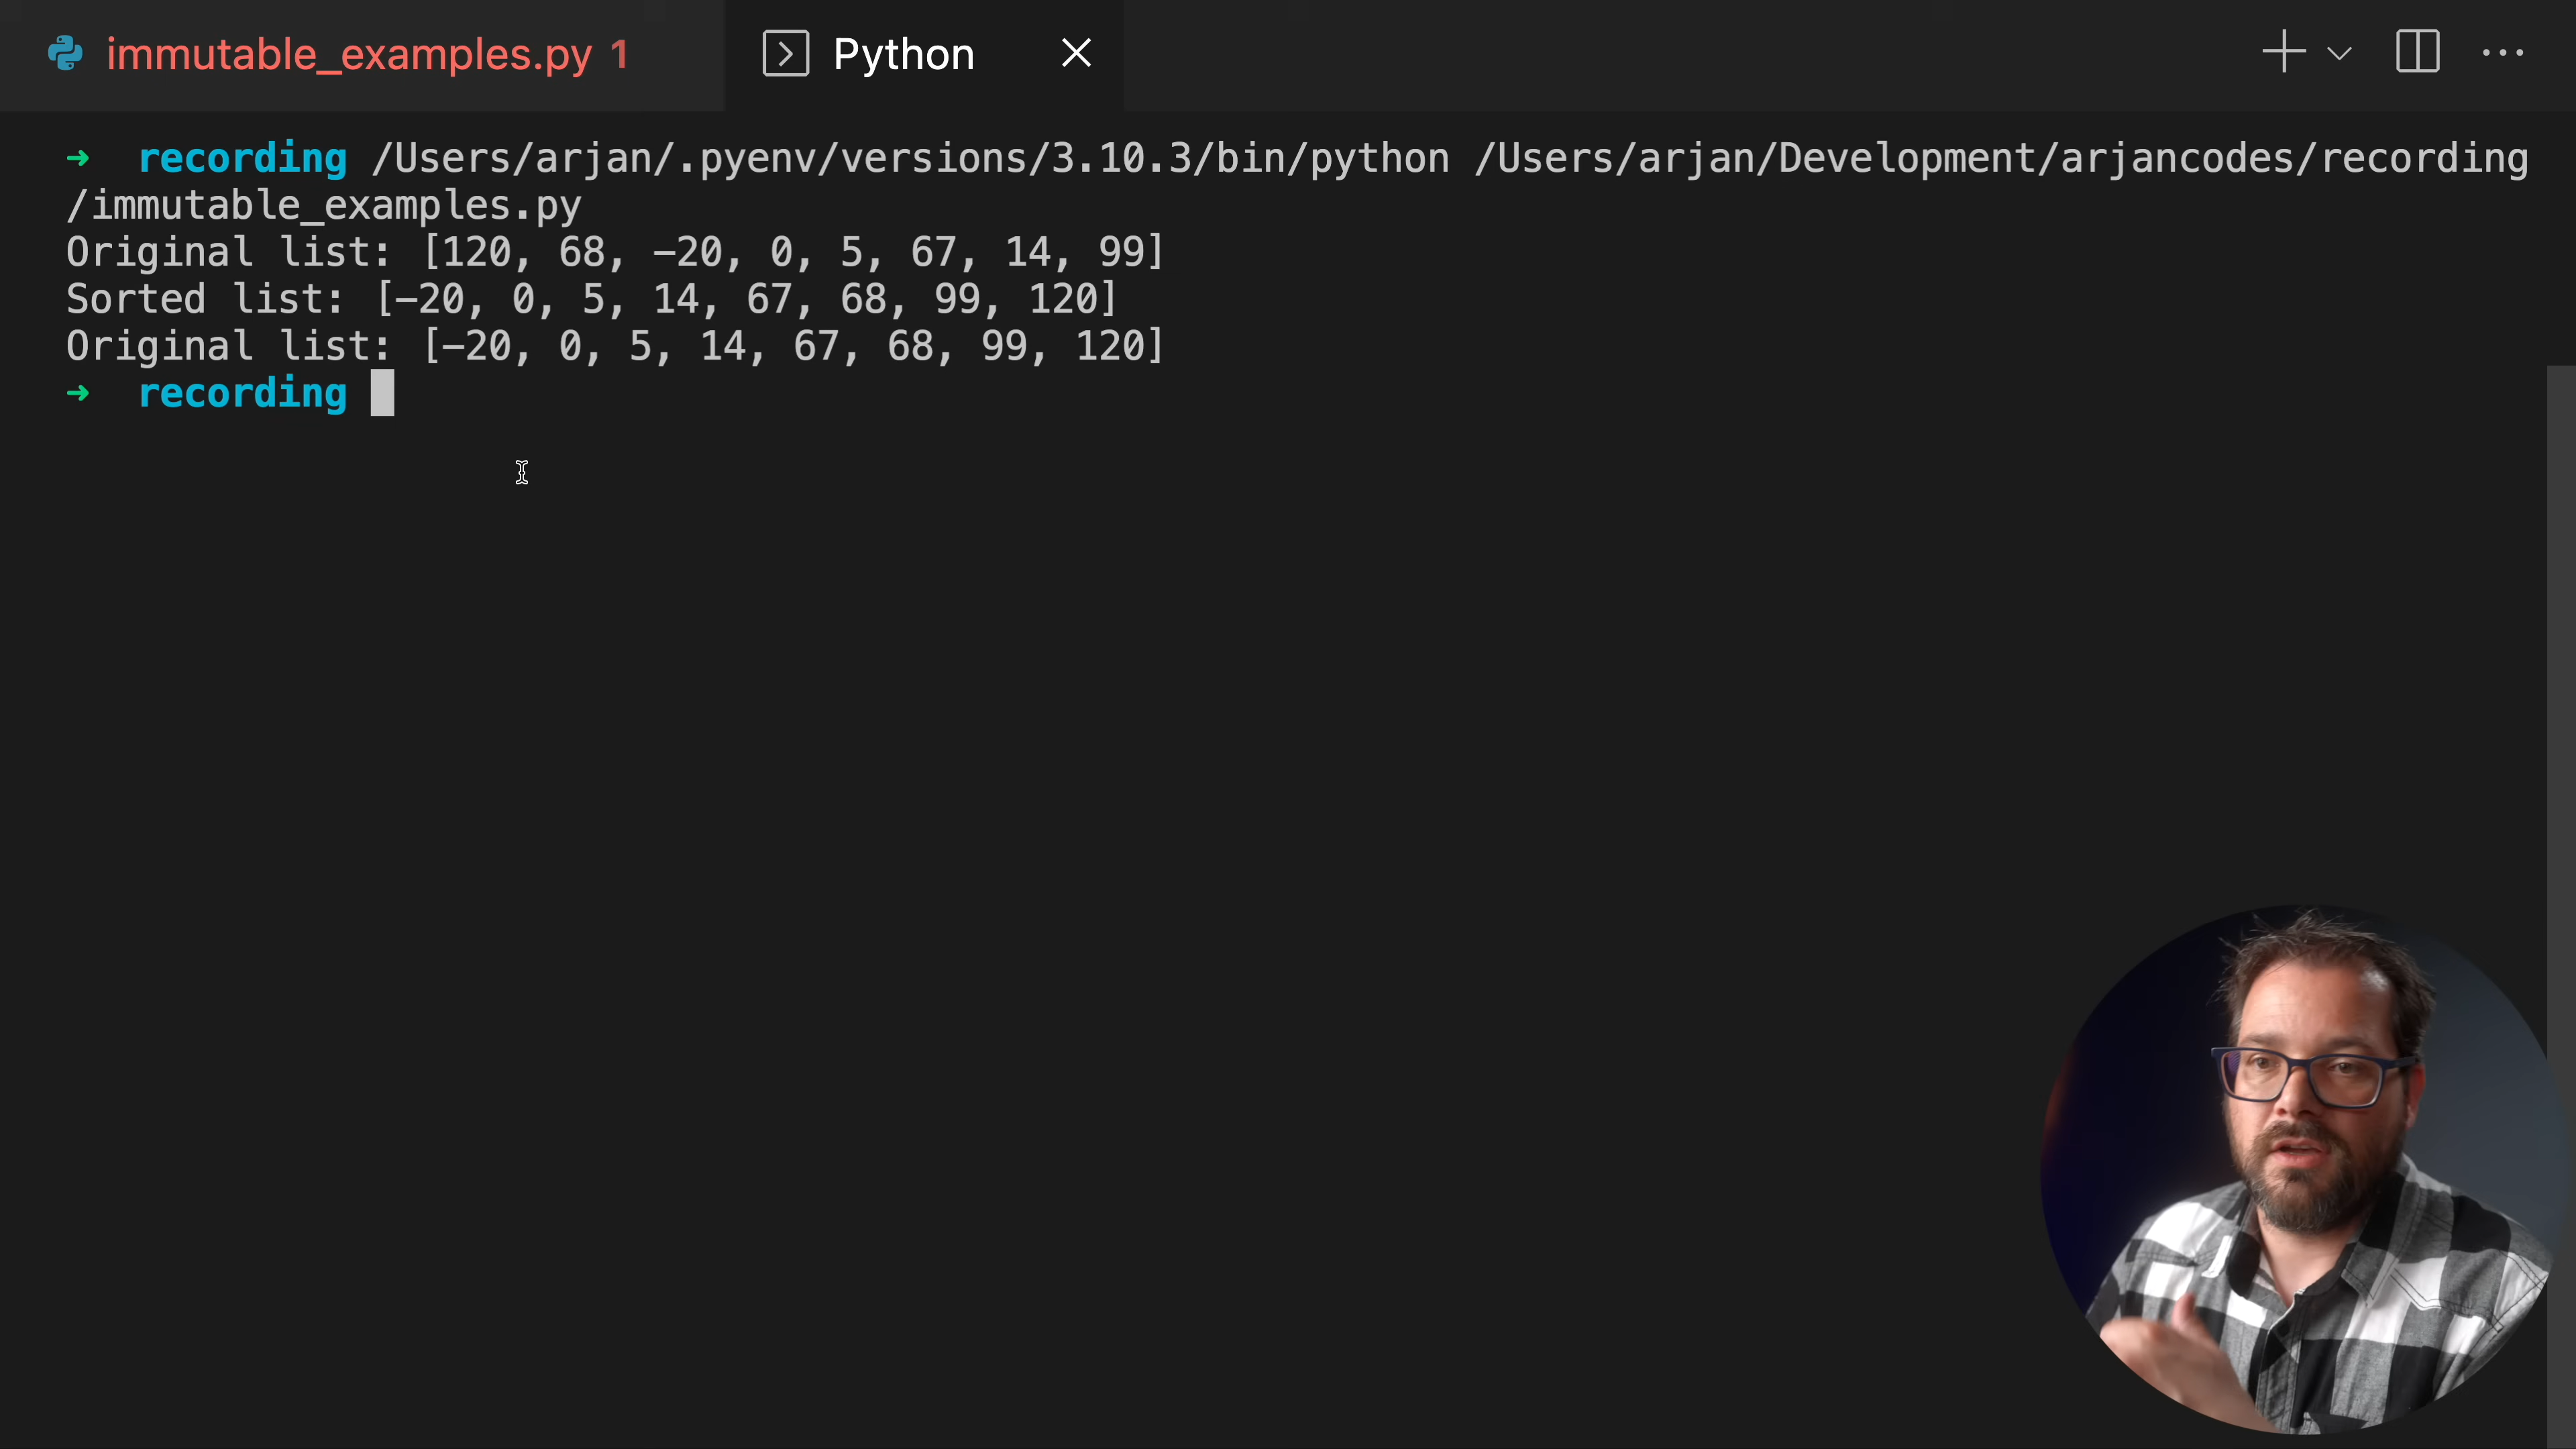 immutable_examples.py 1
Python
➜ recording /Users/arjan/.pyenv/versions/3.10.3/bin/python /Users/arjan/Development/arjancodes/recording
/immutable_examples.py
Original list: [120, 68, -20, 0, 5, 67, 14, 99]
Sorted list: [-20, 0, 5, 14, 67, 68, 99, 120]
Original list: [-20, 0, 5, 14, 67, 68, 99, 120]
➜ recording